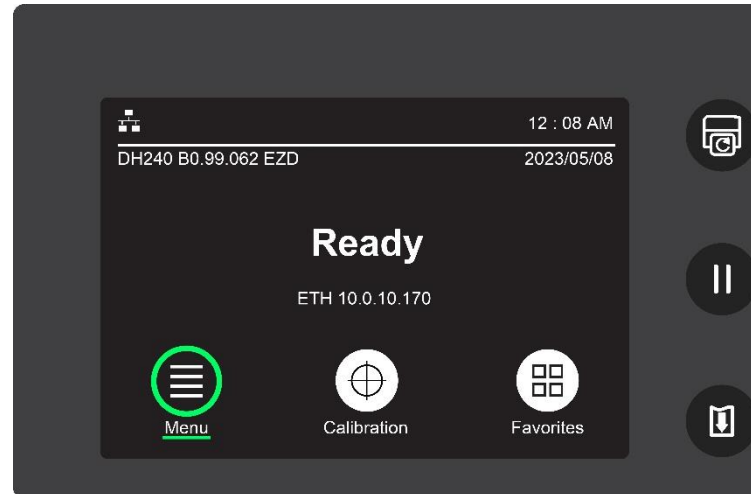 12 : 08 AM
DH240 B0.99.062 EZD 2023/05/08
Ready
ETH 10.0.10.170
Menu Calibration Favorites